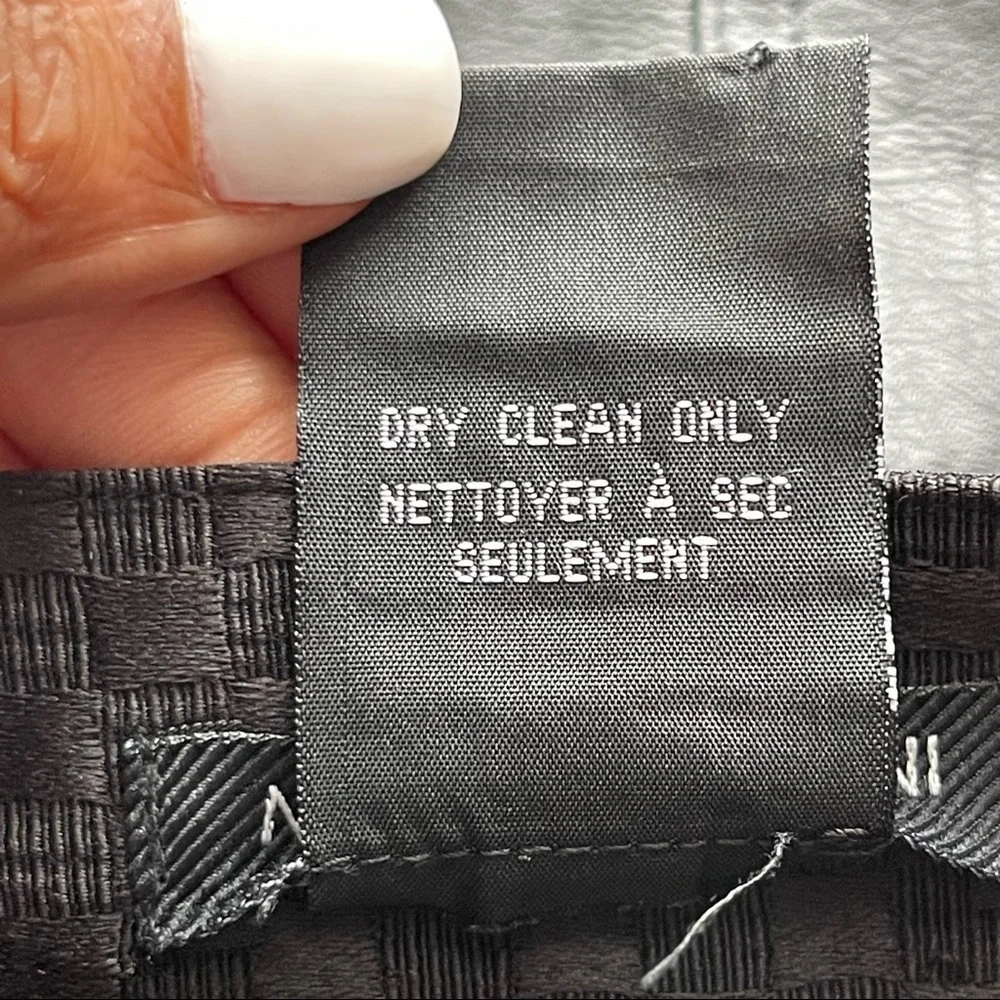 DRY CLEAN ONLY
NETTOYER À SEC
SEULEMENT